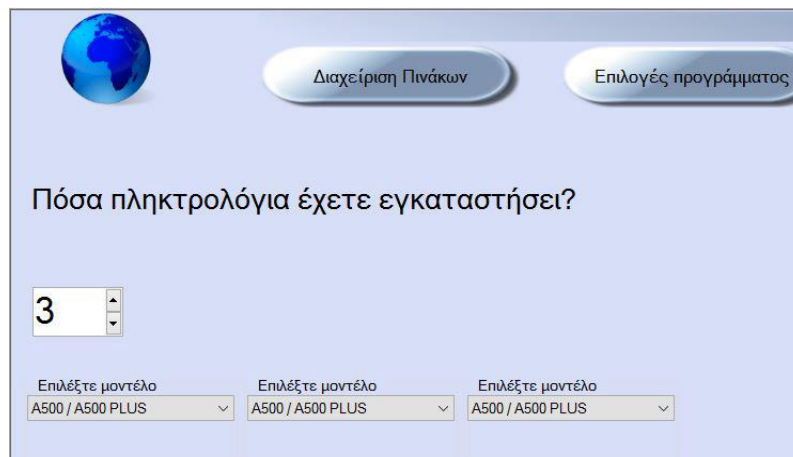 Διαχείριση Πινάκων
Επιλογές προγράμματος
Πόσα πληκτρολόγια έχετε εγκαταστήσει?
3
Επιλέξτε μοντέλο Επιλέξτε μοντέλο Επιλέξτε μοντέλο
A500 / A500 PLUS A500 / A500 PLUS A500 / A500 PLUS